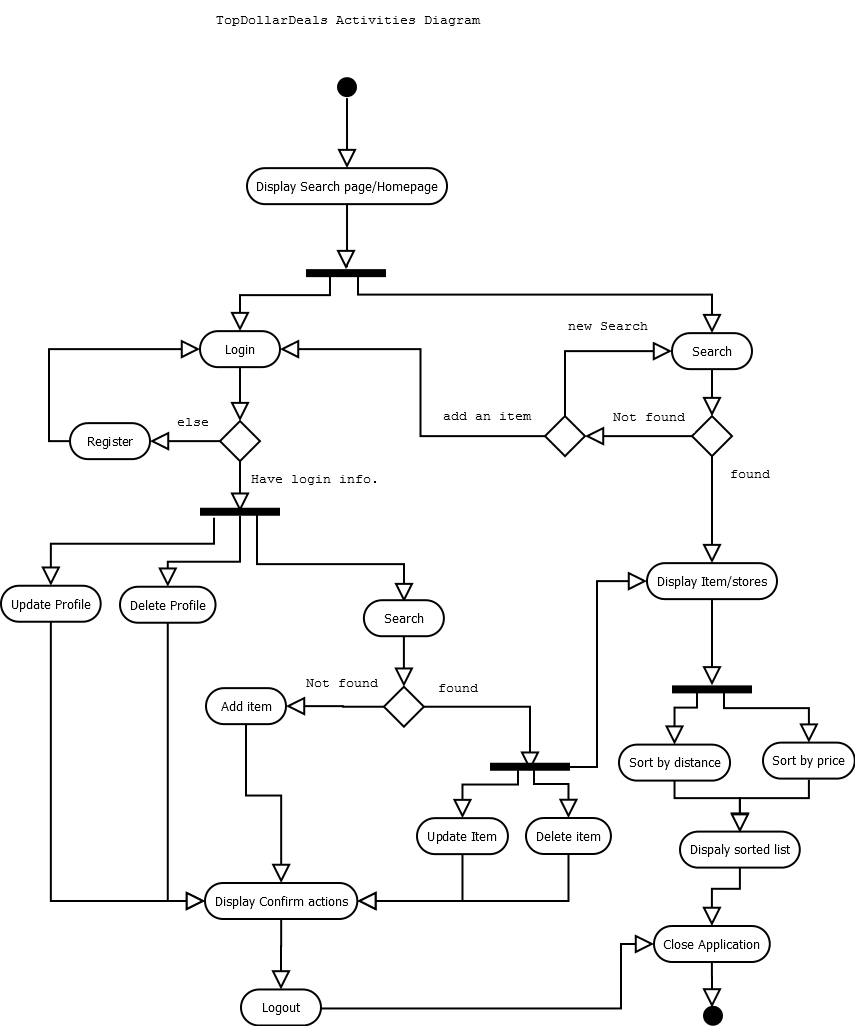 TopDollarDeals Activities Diagram
Display Search page/Homepage
new Search
Login
Search
add an item
Not found
else
Register
found
Have login info.
Display Item/stores
Update Profile
Delete Profile
Search
Not found
found
Add item
Sort by distance
Sort by price
Update Item
Delete item
Dispaly sorted list
Display Confirm actions
Close Application
Logout